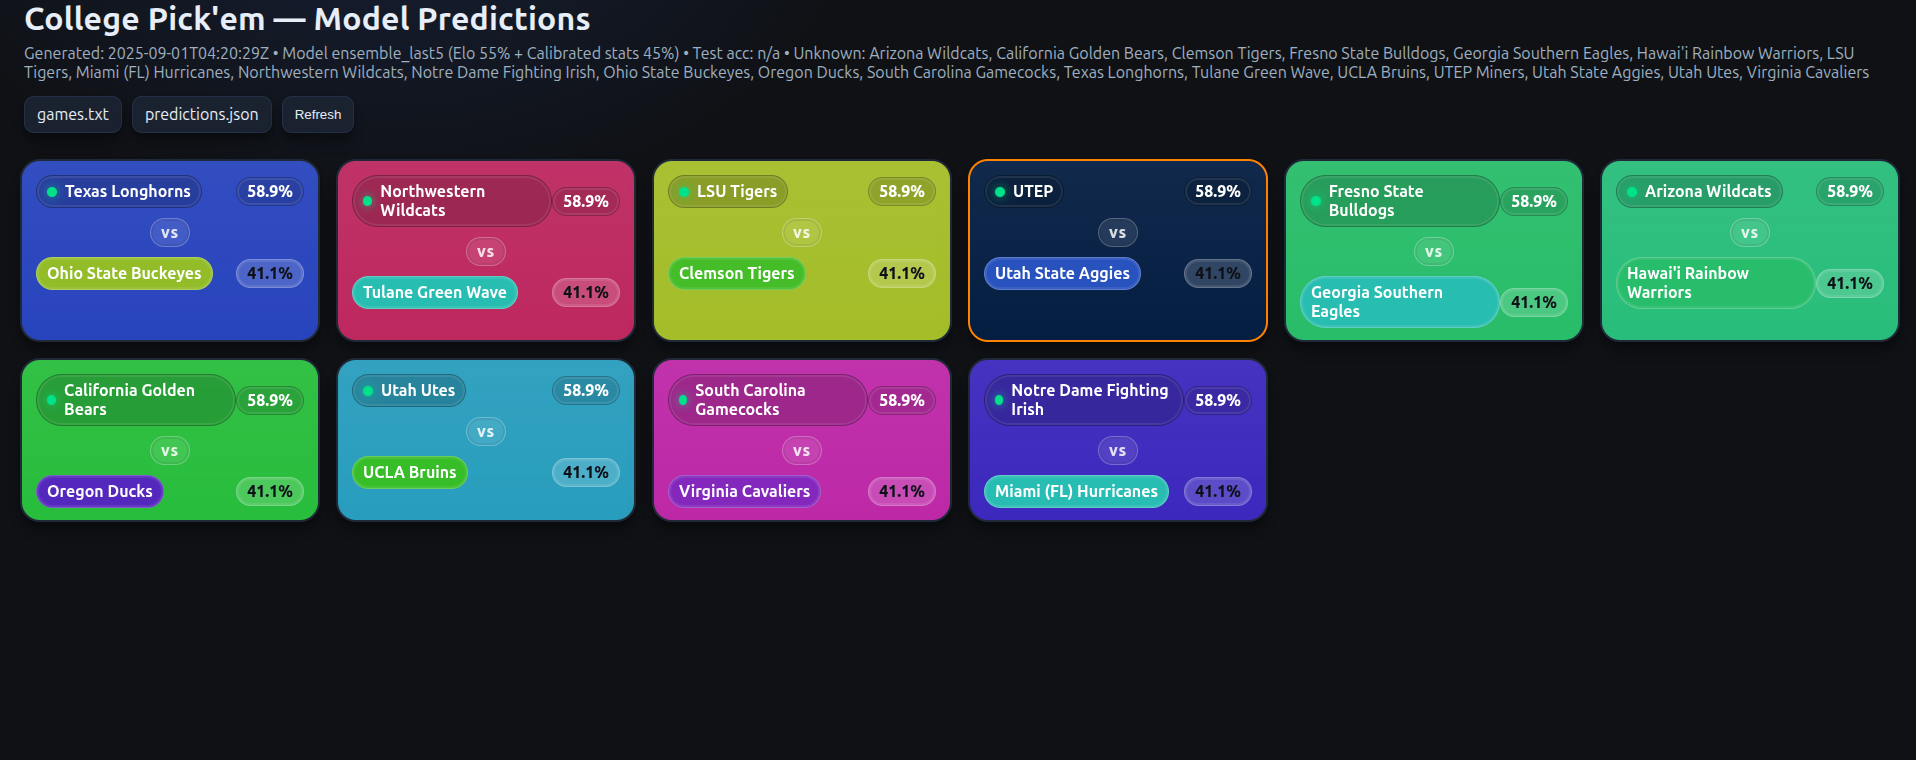 College Pick'em — Model Predictions
Generated: 2025-09-01T04:20:29Z • Model ensemble_last5 (Elo 55% + Calibrated stats 45%) • Test acc: n/a • Unknown: Arizona Wildcats, California Golden Bears, Clemson Tigers, Fresno State Bulldogs, Georgia Southern Eagles, Hawai'i Rainbow Warriors, LSU
Tigers, Miami (FL) Hurricanes, Northwestern Wildcats, Notre Dame Fighting Irish, Ohio State Buckeyes, Oregon Ducks, South Carolina Gamecocks, Texas Longhorns, Tulane Green Wave, UCLA Bruins, UTEP Miners, Utah State Aggies, Utah Utes, Virginia Cavaliers
games.txt predictions.json Refresh
Texas Longhorns 58.9%
vs
Ohio State Buckeyes 41.1%
Northwestern
Wildcats 58.9%
vs
Tulane Green Wave 41.1%
LSU Tigers 58.9%
vs
Clemson Tigers 41.1%
UTEP 58.9%
vs
Utah State Aggies 41.1%
Fresno State
Bulldogs 58.9%
vs
Georgia Southern
Eagles 41.1%
Arizona Wildcats 58.9%
vs
Hawai'i Rainbow
Warriors 41.1%
California Golden
Bears 58.9%
vs
Oregon Ducks 41.1%
Utah Utes 58.9%
vs
UCLA Bruins 41.1%
South Carolina
Gamecocks 58.9%
vs
Virginia Cavaliers 41.1%
Notre Dame Fighting
Irish 58.9%
vs
Miami (FL) Hurricanes 41.1%